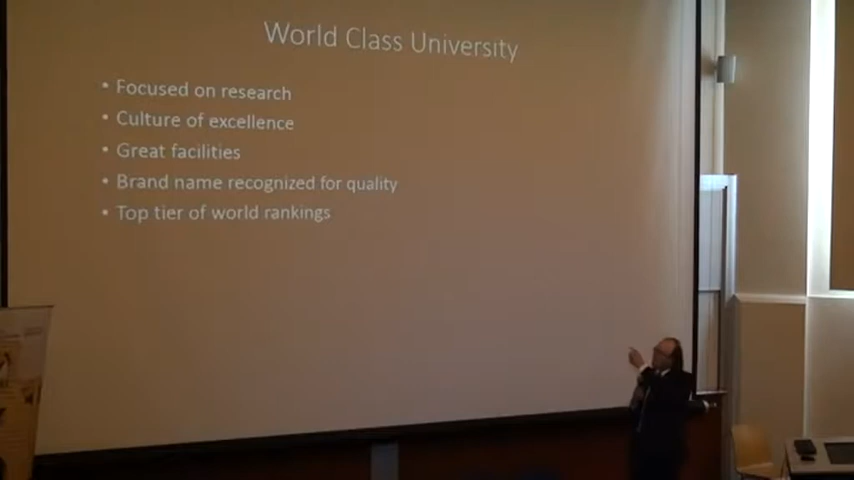 World Class University
• Focused on research
• Culture of excellence
• Great facilities
• Brand name recognized for quality
• Top tier of world rankings